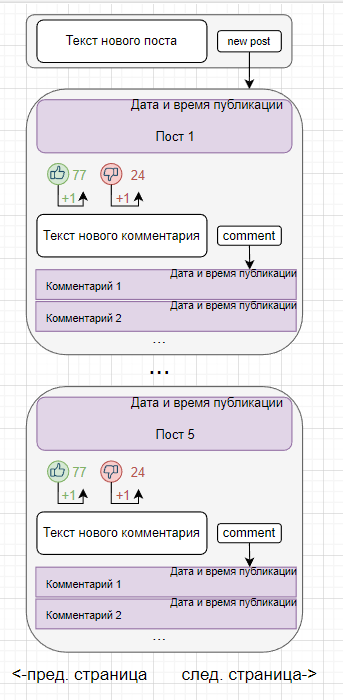 Текст нового поста
new post
Дата и время публикации
Пост 1
77
24
+1
+1
Текст нового комментария
comment
Дата и время публикации
Комментарий 1
Дата и время публикации
Комментарий 2
...
...
Дата и время публикации
Пост 5
77
24
+1
+1
Текст нового комментария
comment
Дата и время публикации
Комментарий 1
Дата и время публикации
Комментарий 2
...
<-пред. страница
след. страница->